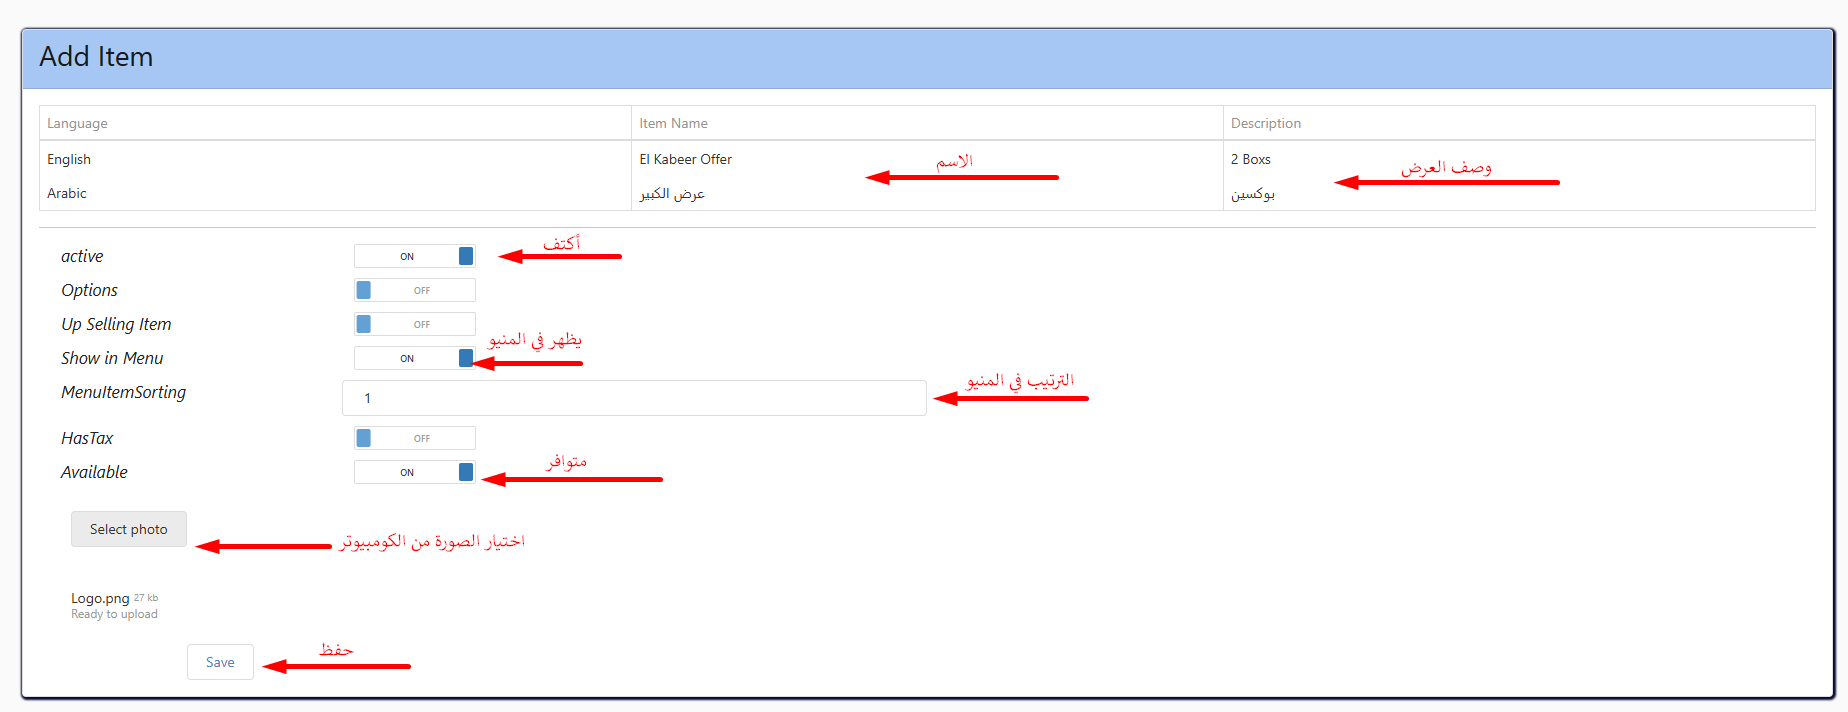 Add Item
Language Item Name Description
English El Kabeer Offer الاسم 2 Boxs وصف العرض
Arabic عرض الكبير بوكسين
active ON أكتف
Options OFF
Up Selling Item OFF
Show in Menu ON يظهر في المنيو
MenuItemSorting 1 الترتيب في المنيو
HasTax OFF
Available ON متوافر
Select photo اختيار الصورة من الكومبيوتر
Logo.png 27 kb
Ready to upload
Save حفظ